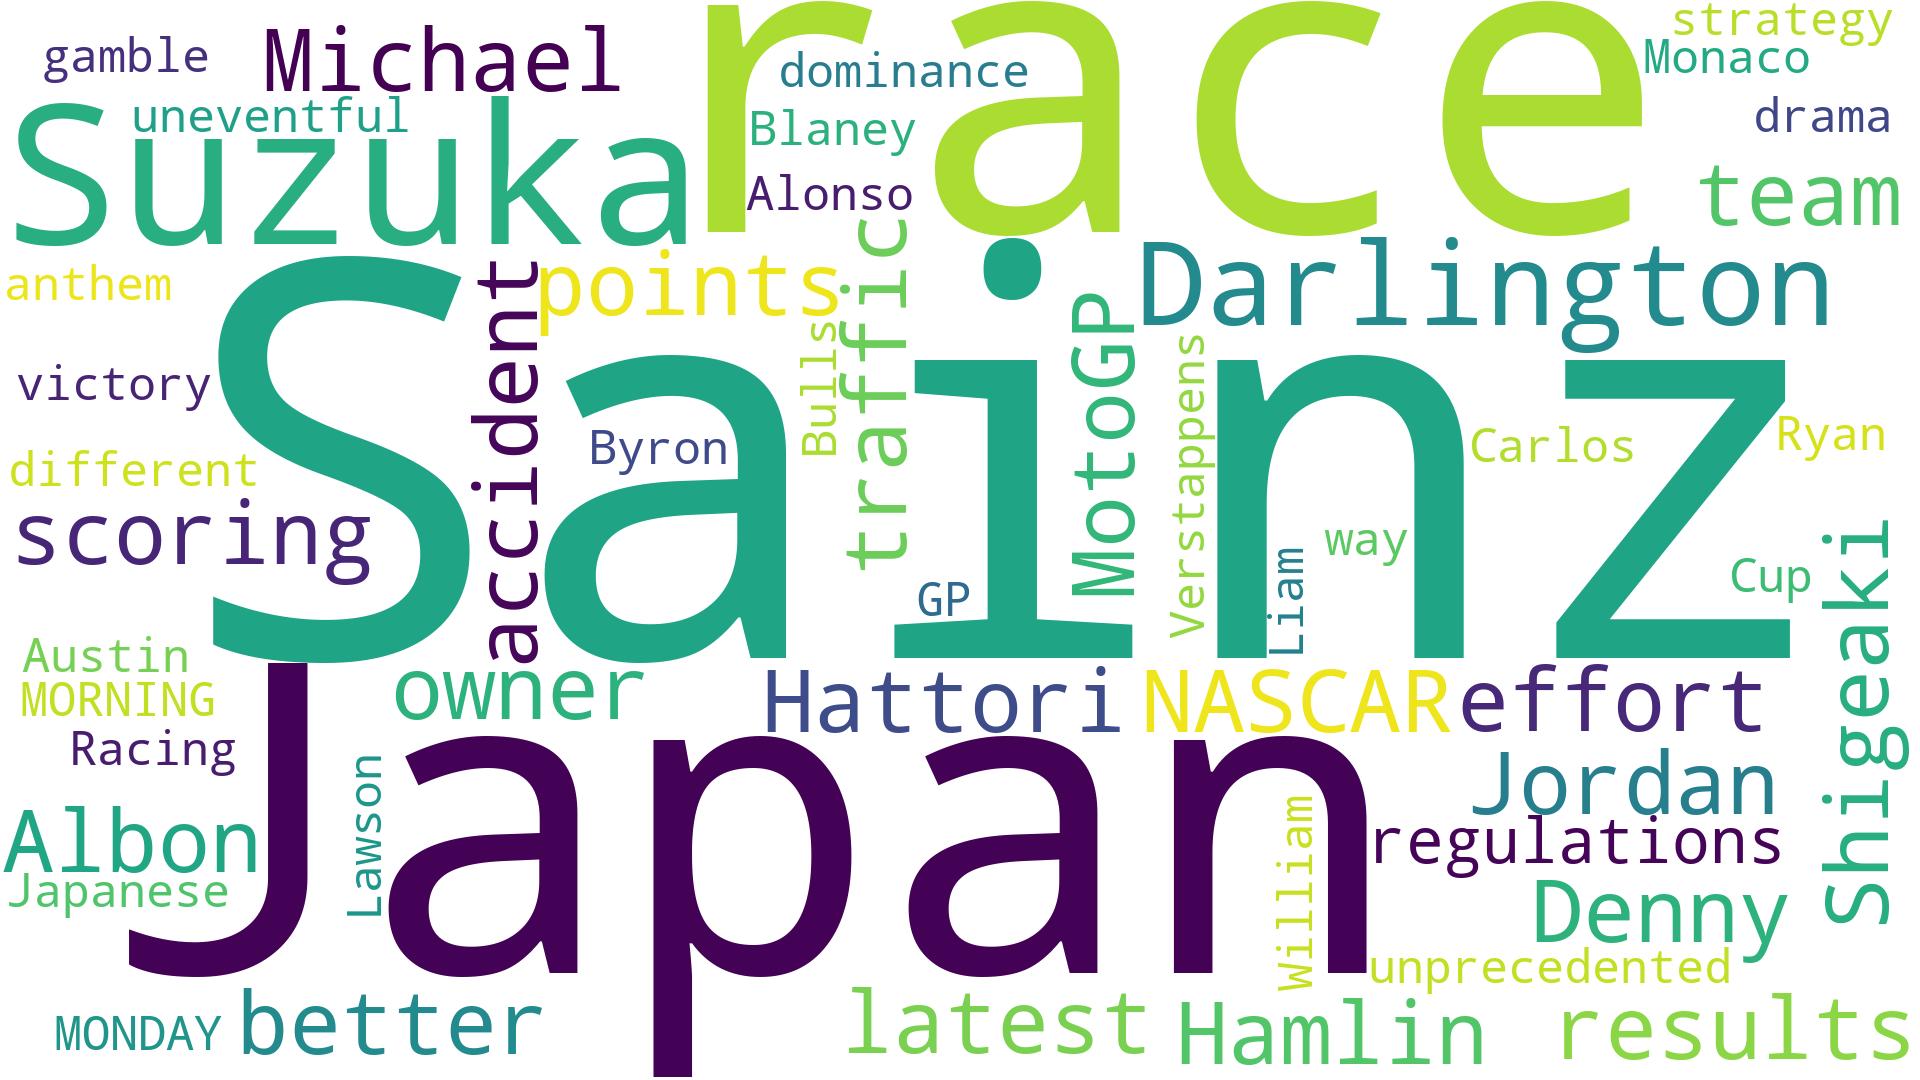 race
strategy
gamble
Michael
dominance
Monaco
Suzuka
uneventful
Blaney
drama
Alonso
team
anthem
accident
points
traffic
Darlington
victory
Bulls
MotoGP
Verstappens
Sainz
different
Byron
Carlos
Ryan
scoring
GP
Liam
way
Cup
Shigeaki
Austin
owner
Hattori
NASCAR
effort
MORNING
Racing
Japan
Lawson
Jordan
Albon
William
regulations
Japanese
Denny
unprecedented
MONDAY
better
latest
Hamlin
results